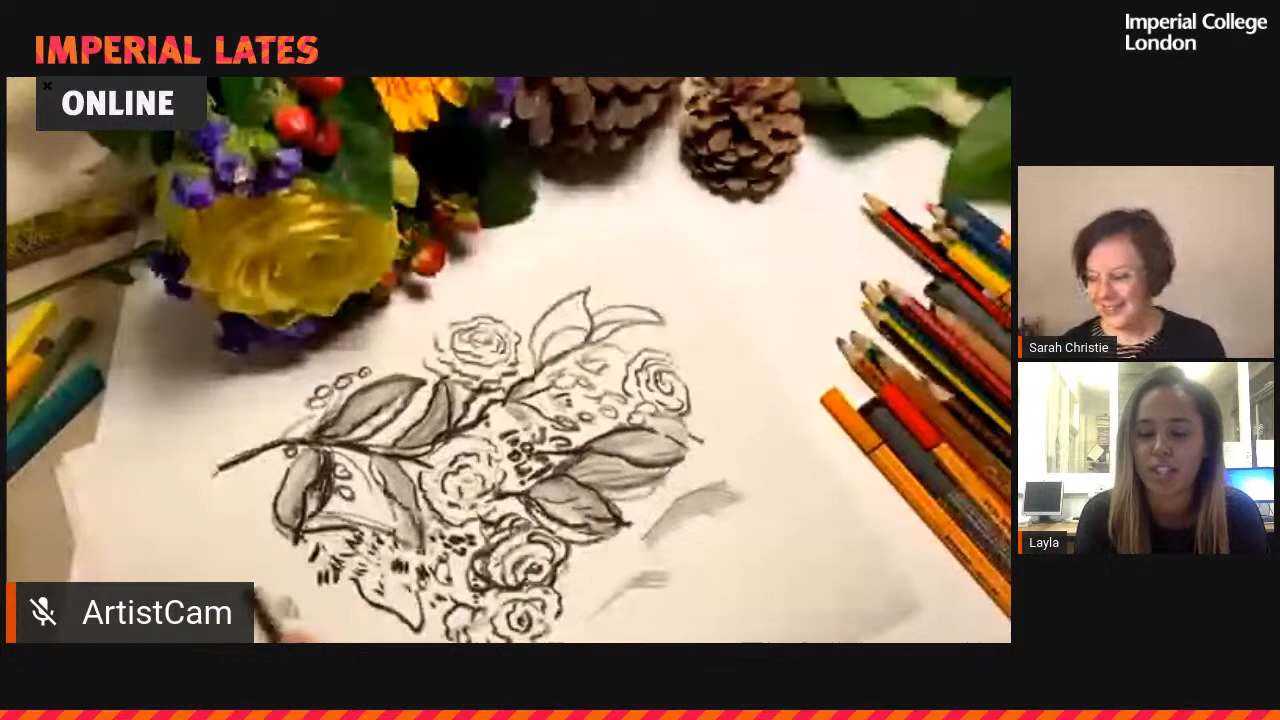 IMPERIAL LATES
ONLINE
Imperial College
London
Sarah Christie
Layla
ArtistCam